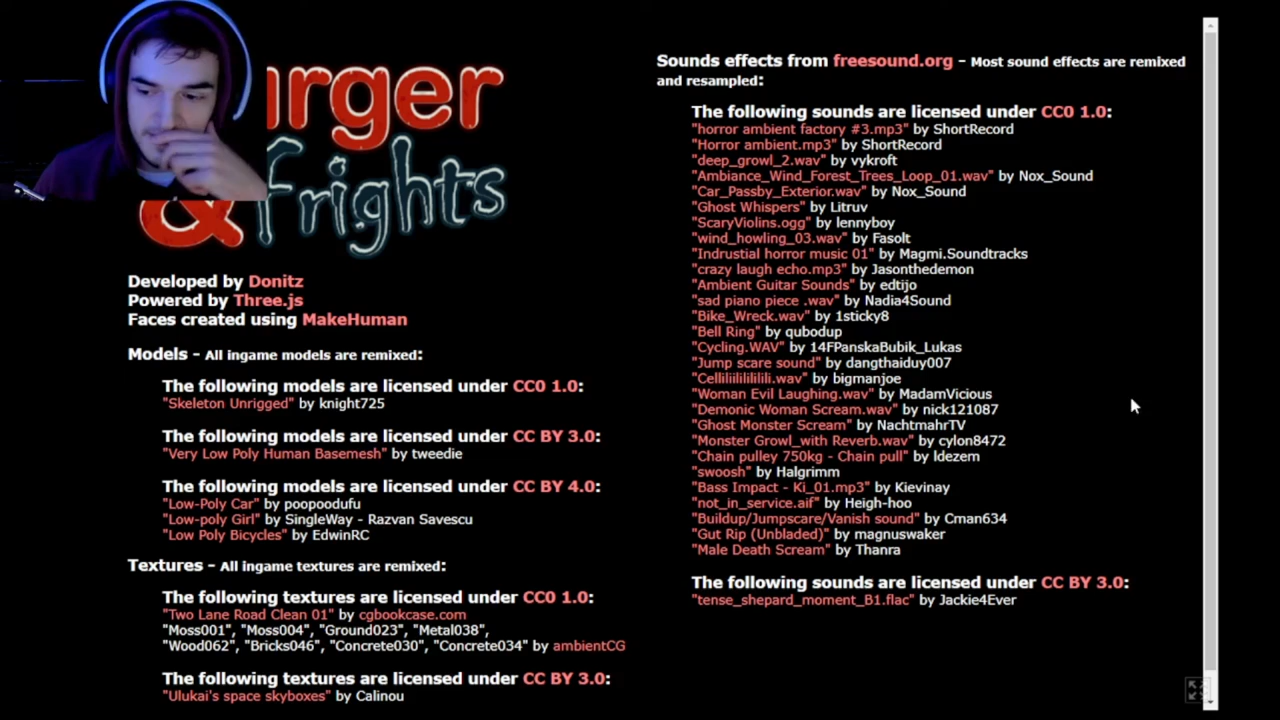 urger
& Frights
Developed by Donitz
Powered by Three.js
Faces created using MakeHuman
Models - All ingame models are remixed:
The following models are licensed under CC0 1.0:
"Skeleton Unrigged" by knight725
The following models are licensed under CC BY 3.0:
"Very Low Poly Human Basemesh" by tweedie
The following models are licensed under CC BY 4.0:
"Low-Poly Car" by poopoodufu
"Low-poly Girl" by SingleWay - Razvan Savescu
"Low Poly Bicycles" by EdwinRC
Textures - All ingame textures are remixed:
The following textures are licensed under CC0 1.0:
"Two Lane Road Clean 01" by cgbookcase.com
"Moss001", "Moss004", "Ground023", "Metal038",
"Wood062", "Bricks046", "Concrete030", "Concrete034" by ambientCG
The following textures are licensed under CC BY 3.0:
"Ulukai's space skyboxes" by Calinou
Sounds effects from freesound.org - Most sound effects are remixed
and resampled:
The following sounds are licensed under CC0 1.0:
"horror ambient factory #3.mp3" by ShortRecord
"Horror ambient.mp3" by ShortRecord
"deep_growl_2.wav" by vykroft
"Ambiance_Wind_Forest_Trees_Loop_01.wav" by Nox_Sound
"Car_Passby_Exterior.wav" by Nox_Sound
"Ghost Whispers" by Litruv
"ScaryViolins.ogg" by lennyboy
"wind_howling_03.wav" by Fasolt
"Indrustial horror music 01" by Magmi.Soundtracks
"crazy laugh echo.mp3" by Jasonthedemon
"Ambient Guitar Sounds" by edtijo
"sad piano piece .wav" by Nadia4Sound
"Bike_Wreck.wav" by 1sticky8
"Bell Ring" by qubodup
"Cycling.WAV" by 14FPanskaBubik_Lukas
"Jump scare sound" by dangthaiduy007
"Celliiliililililili.wav" by bigmanjoe
"Woman Evil Laughing.wav" by MadamVicious
"Demonic Woman Scream.wav" by nick121087
"Ghost Monster Scream" by NachtmahrTV
"Monster Growl_with Reverb.wav" by cylon8472
"Chain pulley 750kg - Chain pull" by ldezem
"swoosh" by Halgrimm
"Bass Impact - Ki_01.mp3" by Kievinay
"not_in_service.aif" by Heigh-hoo
"Buildup/Jumpscare/Vanish sound" by Cman634
"Gut Rip (Unbladed)" by magnuswaker
"Male Death Scream" by Thanra
The following sounds are licensed under CC BY 3.0:
"tense_shepard_moment_B1.flac" by Jackie4Ever